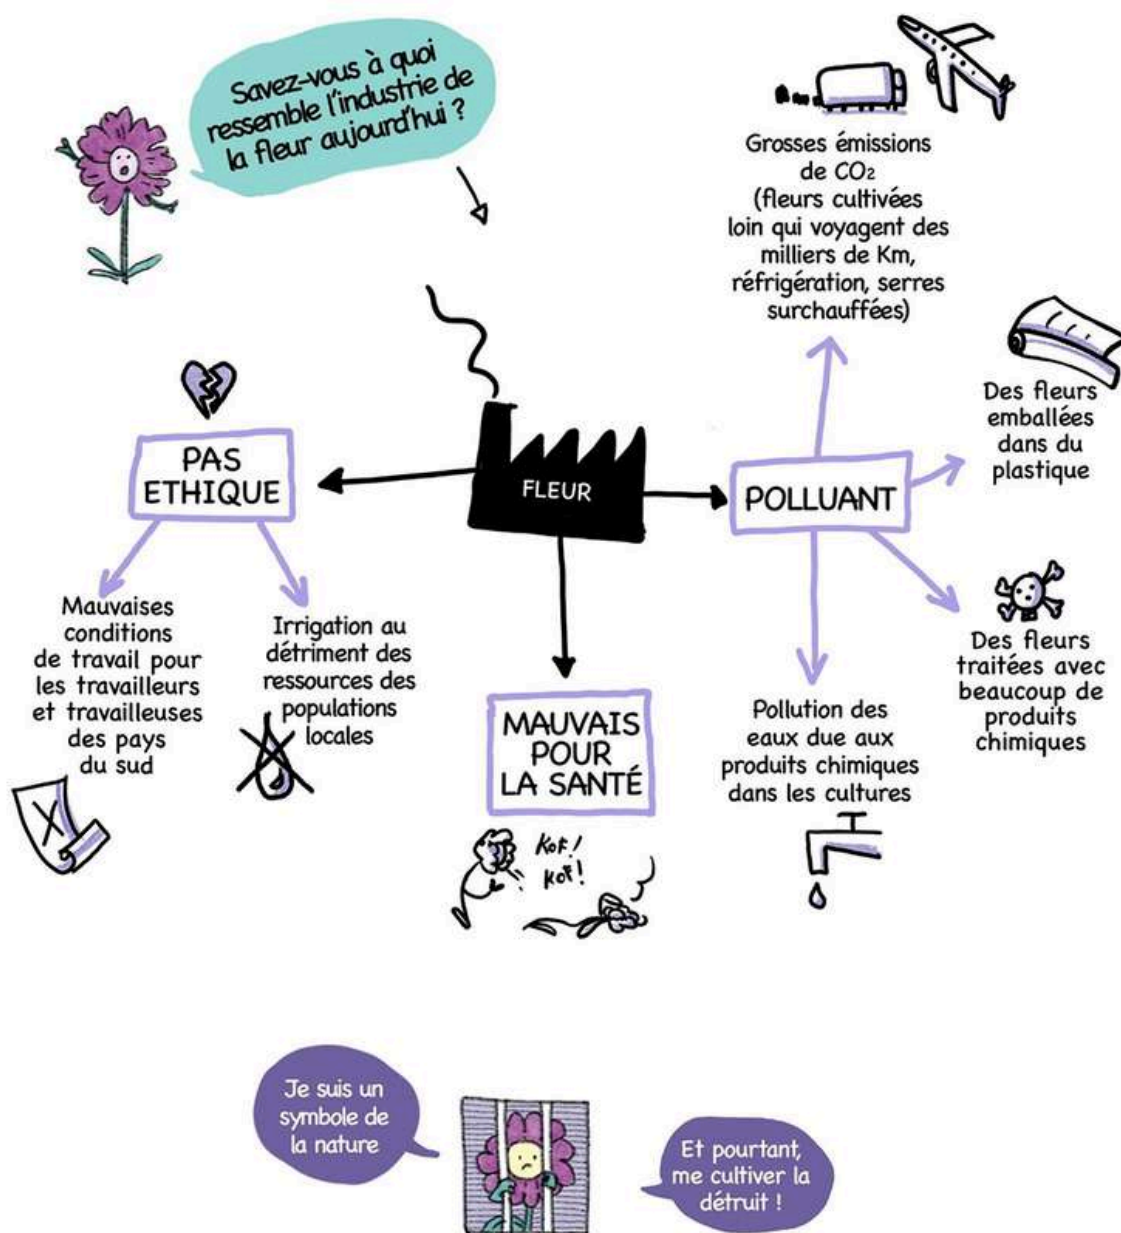 Savez-vous à quoi
ressemble l'industrie de
la fleur aujourd'hui ?
Grosses émissions
de CO₂
(fleurs cultivées
loin qui voyagent des
milliers de Km,
réfrigération, serres
surchauffées)
Des fleurs
emballées
dans du
plastique
PAS
ETHIQUE
FLEUR
POLLUANT
Mauvaises
conditions
de travail pour
les travailleurs
et travailleuses
des pays
du sud
Irrigation au
détriment des
ressources des
populations
locales
MAUVAIS
POUR
LA SANTÉ
KOF!
KOF!
Pollution des
eaux due aux
produits chimiques
dans les cultures
Des fleurs
traitées avec
beaucoup de
produits
chimiques
Je suis un
symbole de
la nature
Et pourtant,
me cultiver la
détruit !